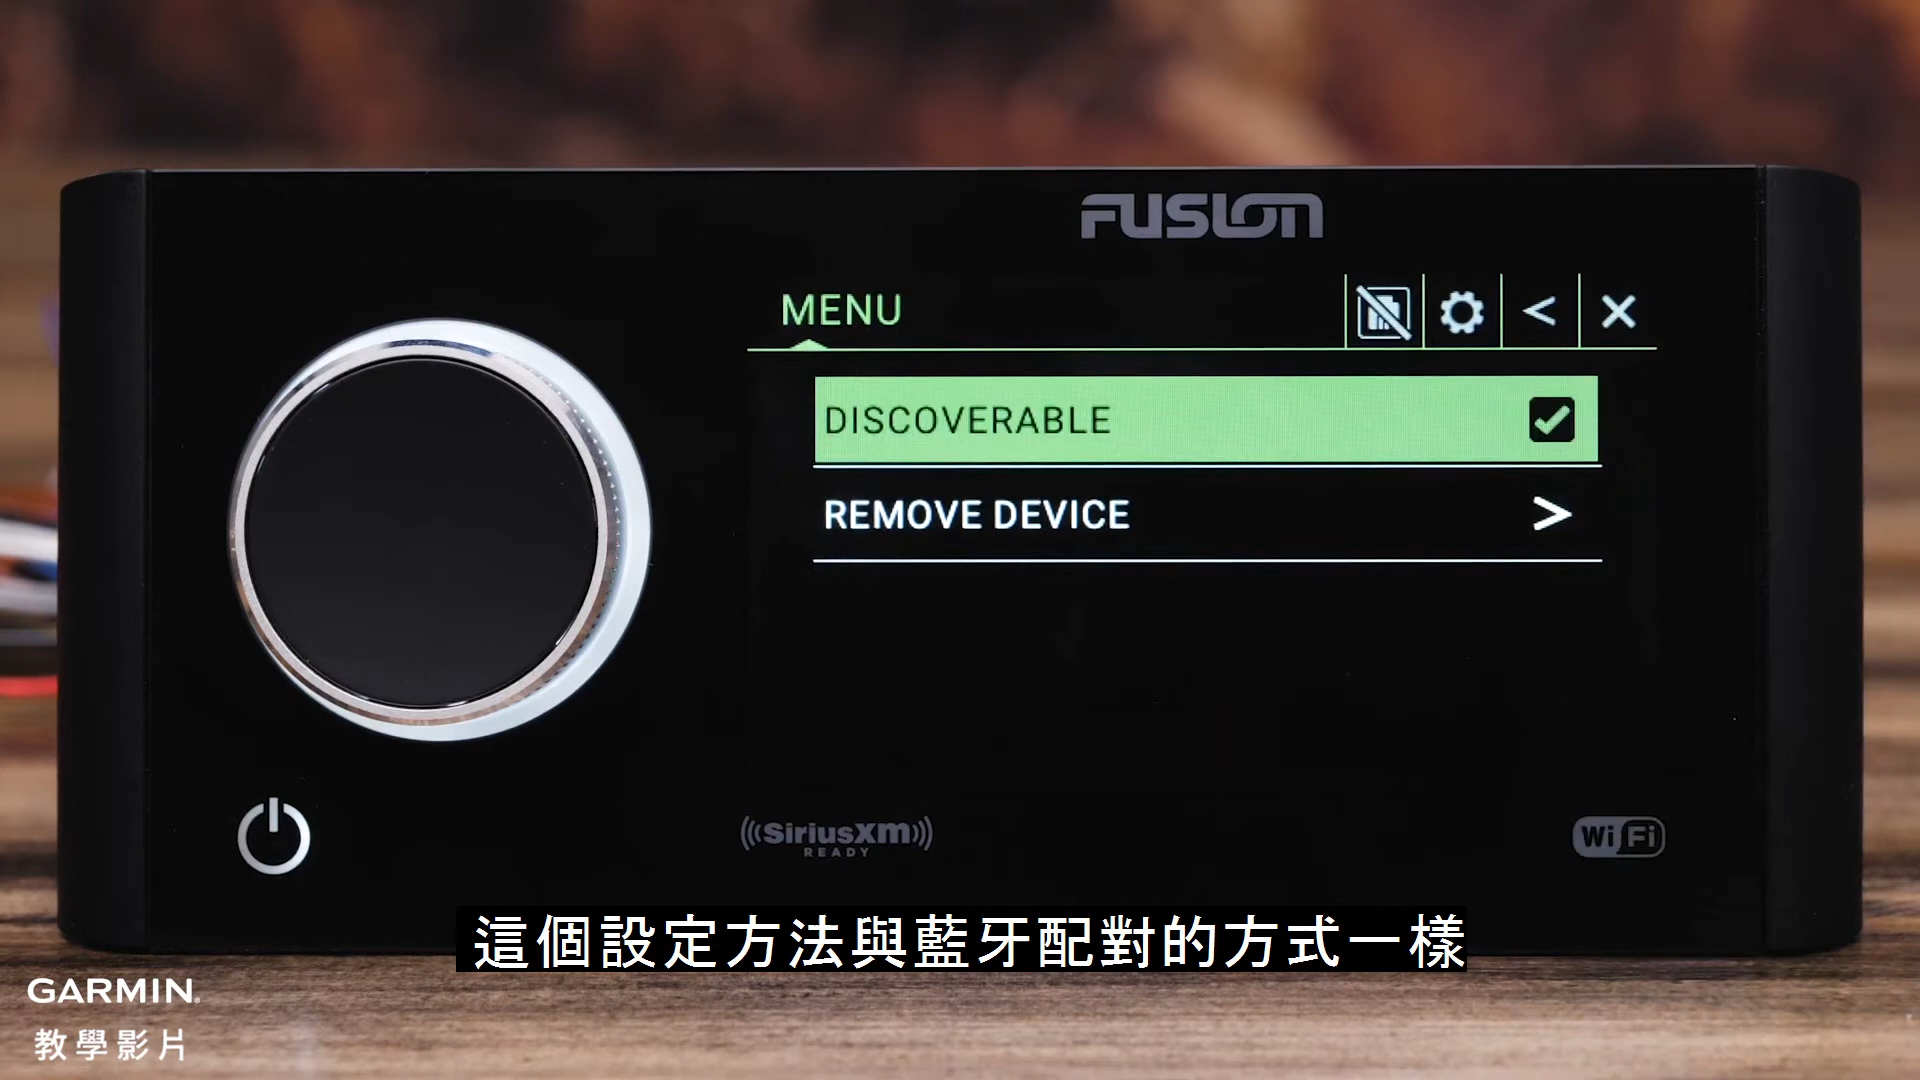 FUSION
MENU
DISCOVERABLE
REMOVE DEVICE
SiriusXM
READY
WiFi
這個設定方法與藍牙配對的方式一樣
GARMIN
教學影片